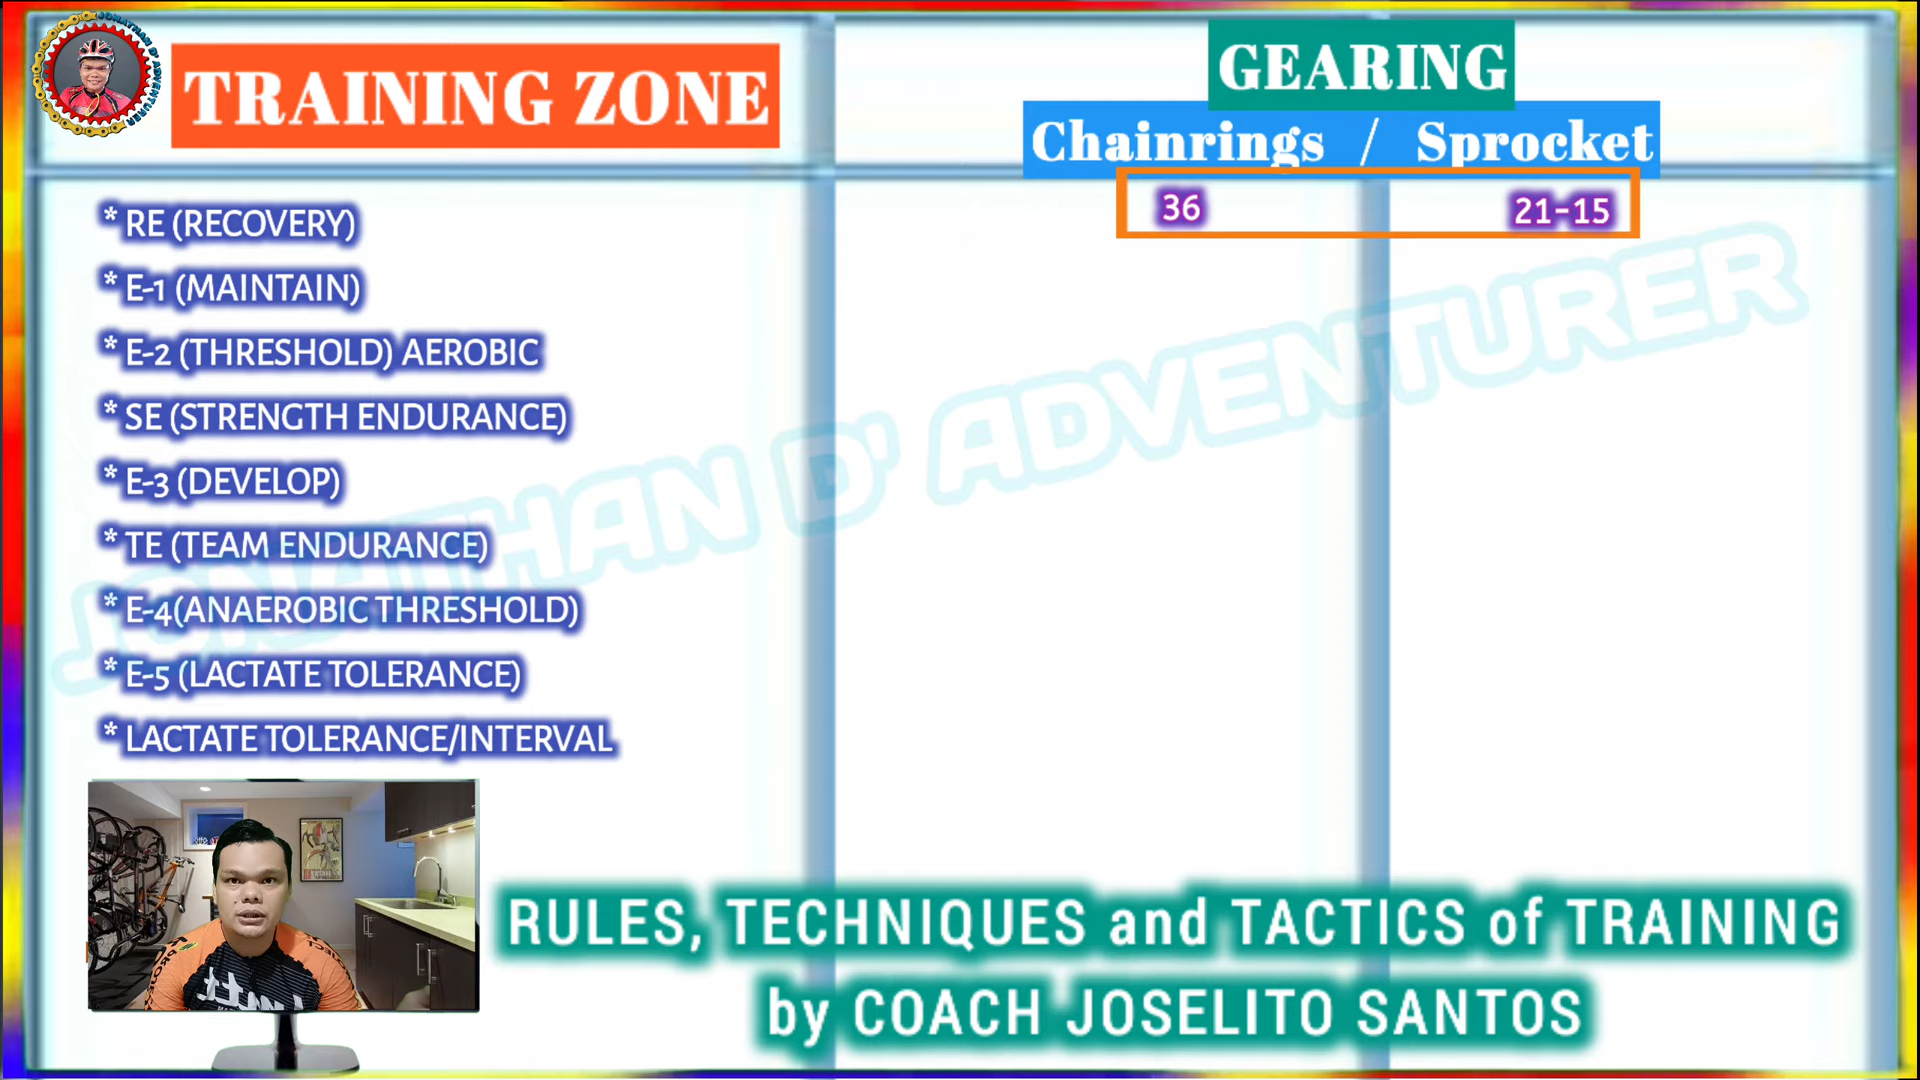 JONATHAN D' ADVENTURER
TRAINING ZONE
GEARING
Chainrings / Sprocket
36 21-15
* RE (RECOVERY)
* E-1 (MAINTAIN)
* E-2 (THRESHOLD) AEROBIC
* SE (STRENGTH ENDURANCE)
* E-3 (DEVELOP)
* TE (TEAM ENDURANCE)
* E-4(ANAEROBIC THRESHOLD)
* E-5 (LACTATE TOLERANCE)
* LACTATE TOLERANCE/INTERVAL
JONATHAN D' ADVENTURER
RULES, TECHNIQUES and TACTICS of TRAINING
by COACH JOSELITO SANTOS